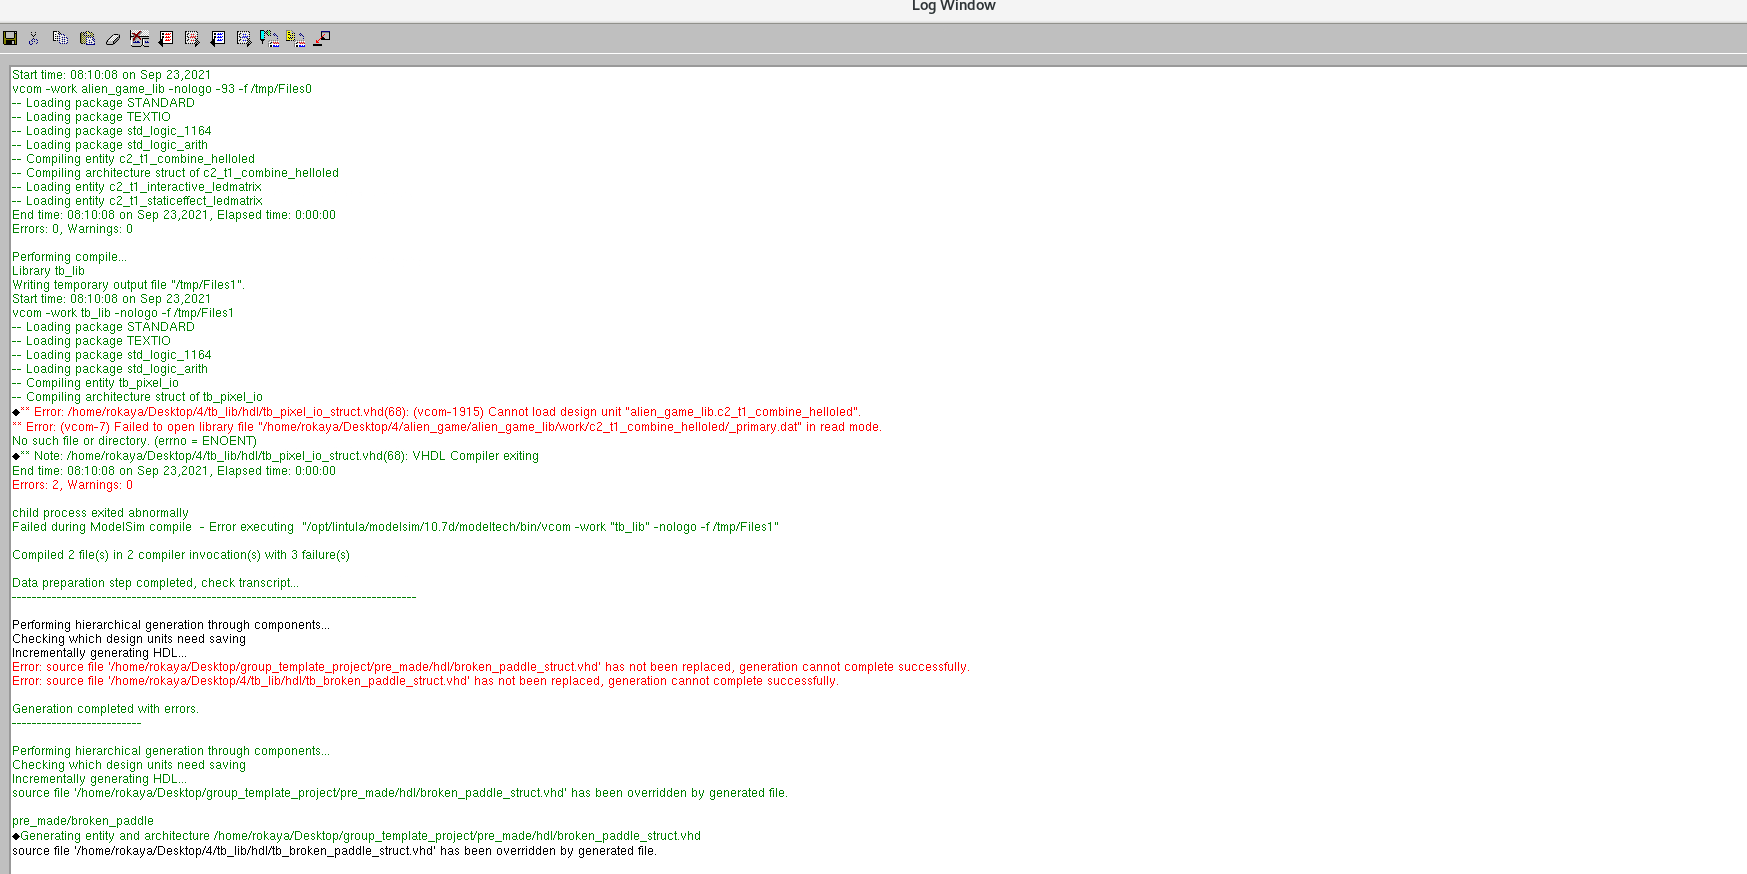 Log Window
Start time: 08:10:08 on Sep 23,2021
vcom -work alien_game_lib -nologo -93 -f /tmp/Files0
-- Loading package STANDARD
-- Loading package TEXTIO
-- Loading package std_logic_1164
-- Loading package std_logic_arith
-- Compiling entity c2_t1_combine_helloled
-- Compiling architecture struct of c2_t1_combine_helloled
-- Loading entity c2_t1_interactive_ledmatrix
-- Loading entity c2_t1_staticeffect_ledmatrix
End time: 08:10:08 on Sep 23,2021, Elapsed time: 0:00:00
Errors: 0, Warnings: 0
Performing compile...
Library tb_lib
Writing temporary output file "/tmp/Files1".
Start time: 08:10:08 on Sep 23,2021
vcom -work tb_lib -nologo -f /tmp/Files1
-- Loading package STANDARD
-- Loading package TEXTIO
-- Loading package std_logic_1164
-- Loading package std_logic_arith
-- Compiling entity tb_pixel_io
-- Compiling architecture struct of tb_pixel_io
◆** Error: /home/rokaya/Desktop/4/tb_lib/hdl/tb_pixel_io_struct.vhd(68): (vcom-1915) Cannot load design unit "alien_game_lib.c2_t1_combine_helloled".
** Error: (vcom-7) Failed to open library file "/home/rokaya/Desktop/4/alien_game/alien_game_lib/work/c2_t1_combine_helloled/_primary.dat" in read mode.
No such file or directory. (errno = ENOENT)
◆** Note: /home/rokaya/Desktop/4/tb_lib/hdl/tb_pixel_io_struct.vhd(68): VHDL Compiler exiting
End time: 08:10:08 on Sep 23,2021, Elapsed time: 0:00:00
Errors: 2, Warnings: 0
child process exited abnormally
Failed during ModelSim compile  - Error executing  "/opt/lintula/modelsim/10.7d/modeltech/bin/vcom -work "tb_lib" -nologo -f /tmp/Files1"
Compiled 2 file(s) in 2 compiler invocation(s) with 3 failure(s)
Data preparation step completed, check transcript...
---------------------------------------------------------------------------------
Performing hierarchical generation through components...
Checking which design units need saving
Incrementally generating HDL...
Error: source file '/home/rokaya/Desktop/group_template_project/pre_made/hdl/broken_paddle_struct.vhd' has not been replaced, generation cannot complete successfully.
Error: source file '/home/rokaya/Desktop/4/tb_lib/hdl/tb_broken_paddle_struct.vhd' has not been replaced, generation cannot complete successfully.
Generation completed with errors.
--------------------------
Performing hierarchical generation through components...
Checking which design units need saving
Incrementally generating HDL...
source file '/home/rokaya/Desktop/group_template_project/pre_made/hdl/broken_paddle_struct.vhd' has been overridden by generated file.
pre_made/broken_paddle
◆Generating entity and architecture /home/rokaya/Desktop/group_template_project/pre_made/hdl/broken_paddle_struct.vhd
source file '/home/rokaya/Desktop/4/tb_lib/hdl/tb_broken_paddle_struct.vhd' has been overridden by generated file.